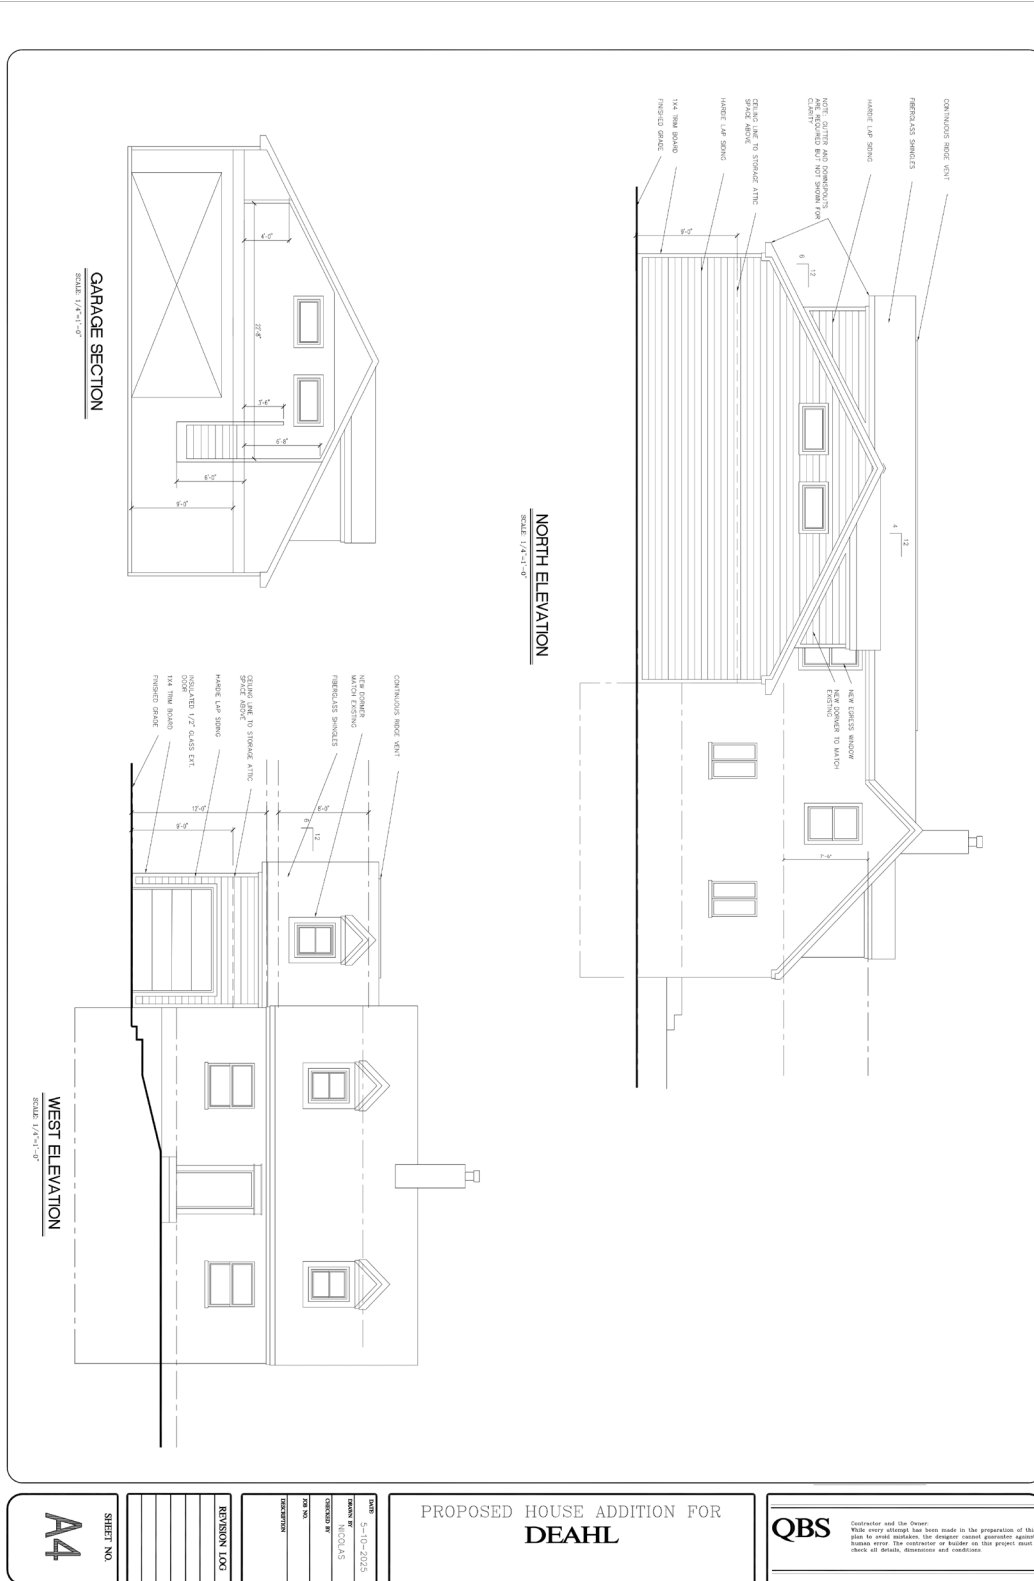 CONTINUOUS RIDGE VENT
FIBERGLASS SHINGLES
HARDIE LAP SIDING
NOTE: GUTTER AND DOWNSPOUTS
ARE REQUIRED BUT NOT SHOWN FOR
CLARITY
CEILING LINE TO STORAGE ATTIC
SPACE ABOVE
HARDIE LAP SIDING
1X4 TRIM BOARD
FINISHED GRADE
9'-0"
6
12
4
12
NEW EGRESS WINDOW
NEW DORMER TO MATCH
EXISTING
7'-6"
NORTH ELEVATION
SCALE: 1/4"=1'-0"
4'-0"
22'-8"
3'-6"
6'-8"
6'-0"
9'-0"
GARAGE SECTION
SCALE: 1/4"=1'-0"
CONTINUOUS RIDGE VENT
NEW DORMER
MATCH EXISTING
FIBERGLASS SHINGLES
CEILING LINE TO STORAGE ATTIC
SPACE ABOVE
HARDIE LAP SIDING
INSULATED 1/2" GLASS EXT.
DOOR
1X4 TRIM BOARD
FINISHED GRADE
8'-0"
6
12
12'-0"
9'-0"
WEST ELEVATION
SCALE: 1/4"=1'-0"
QBS
Contractor and the Owner:
While every attempt has been made in the preparation of this
plan to avoid mistakes, the designer cannot guarantee against
human error. The contractor or builder on this project must
check all details, dimensions and conditions.
PROPOSED HOUSE ADDITION FOR
DEAHL
DATE: 5-10-2025
DRAWN BY NICOLAS
CHECKED BY
JOB NO.
DESCRIPTION
REVISION LOG
SHEET NO.
A4